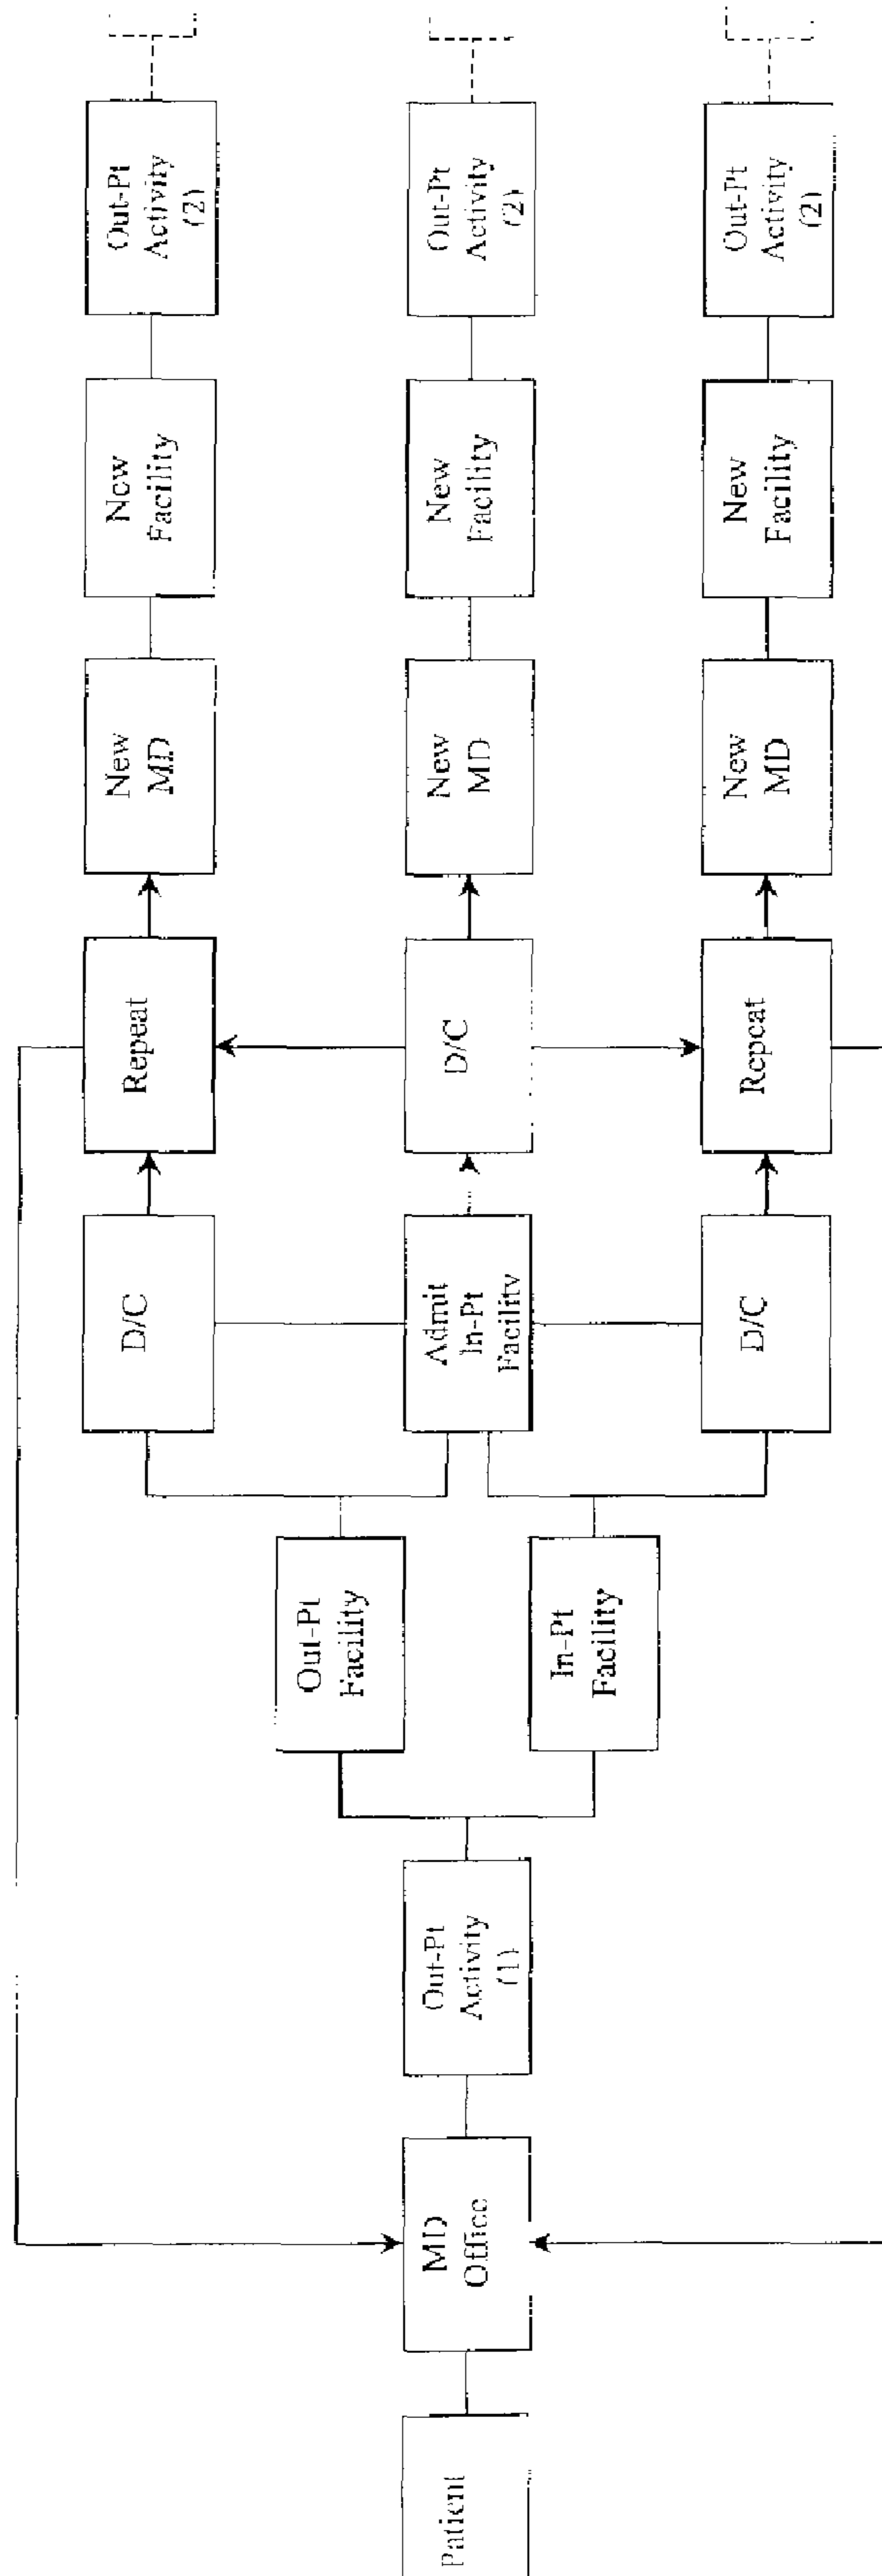 Patient
MD
Office
Out-Pt
Activity
(1)
Out-Pt
Facility
In-Pt
Facility
D/C
Admit
In-Pt
Facility
D/C
Repeat
D/C
Repeat
New
MD
New
MD
New
MD
New
Facility
New
Facility
New
Facility
Out-Pt
Activity
(2)
Out-Pt
Activity
(2)
Out-Pt
Activity
(2)